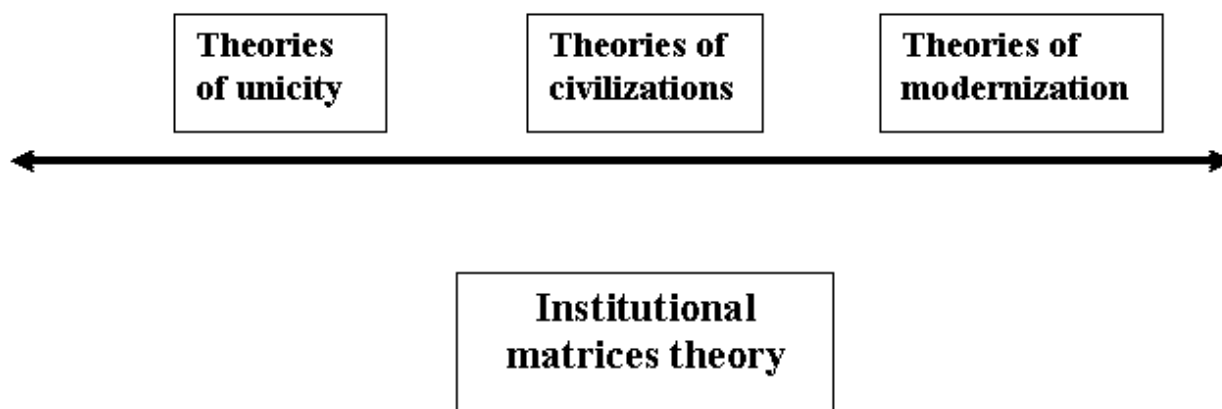 Theories
of unicity
Theories of
civilizations
Theories of
modernization
Institutional
matrices theory